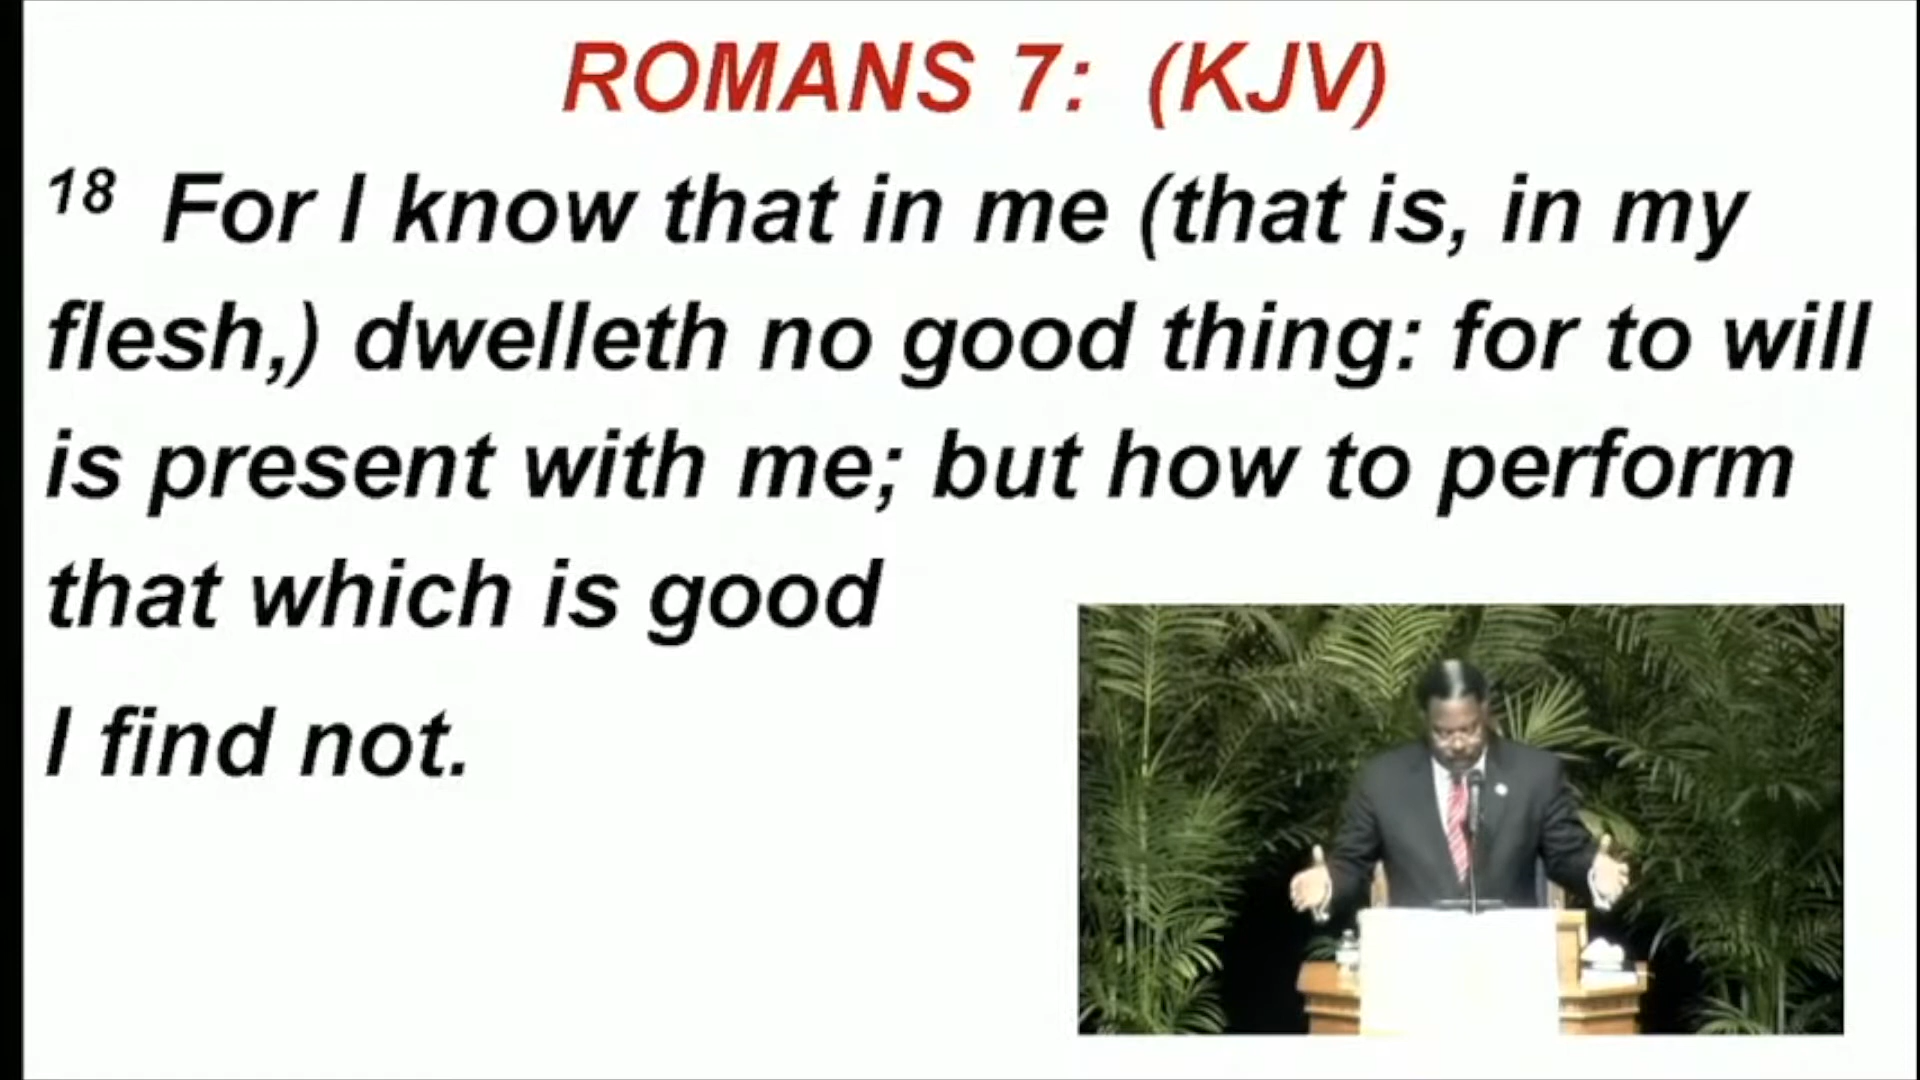 ROMANS 7: (KJV)
18 For I know that in me (that is, in my
flesh,) dwelleth no good thing: for to will
is present with me; but how to perform
that which is good
I find not.